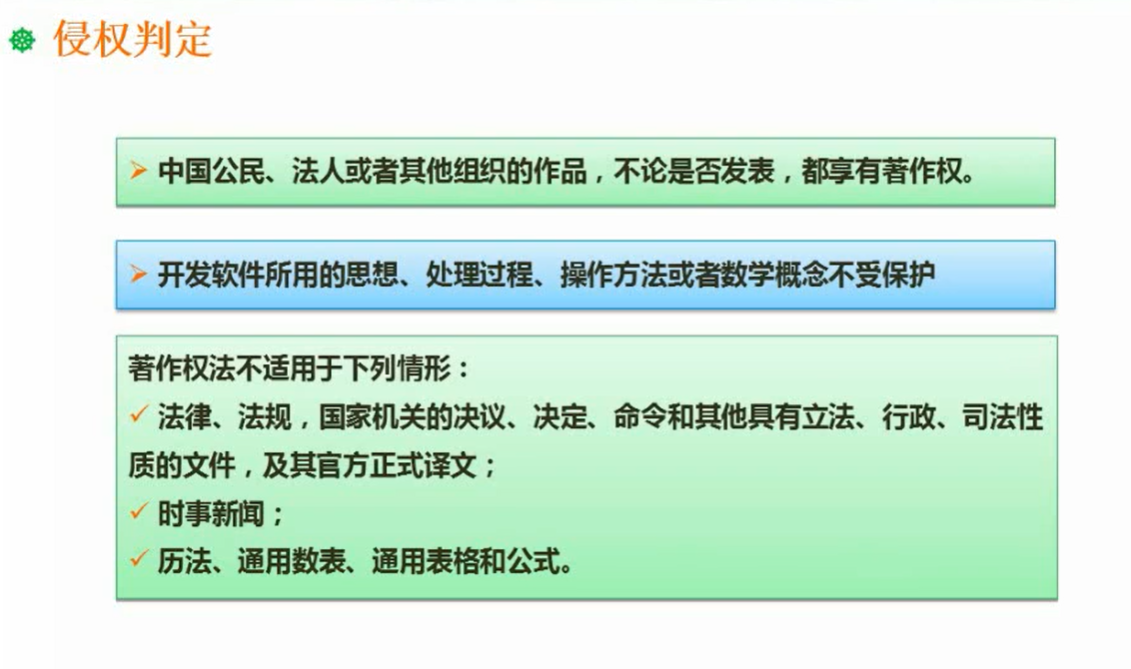 侵权判定
中国公民、法人或者其他组织的作品，不论是否发表，都享有著作权。
开发软件所用的思想、处理过程、操作方法或者数学概念不受保护
著作权法不适用于下列情形：
法律、法规，国家机关的决议、决定、命令和其他具有立法、行政、司法性
质的文件，及其官方正式译文；
时事新闻；
历法、通用数表、通用表格和公式。